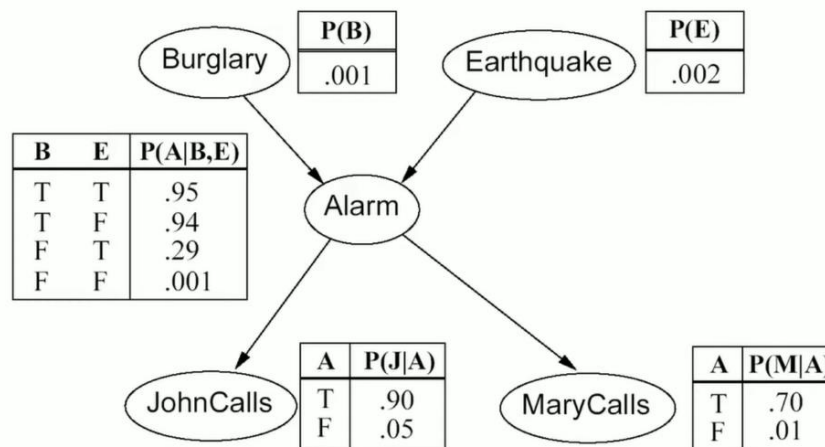 P(B)
Burglary
.001
P(E)
Earthquake
.002
B E P(A|B,E)
T T .95
T F .94
F T .29
F F .001
Alarm
A P(J|A)
T .90
F .05
JohnCalls
A P(M|A)
T .70
F .01
MaryCalls